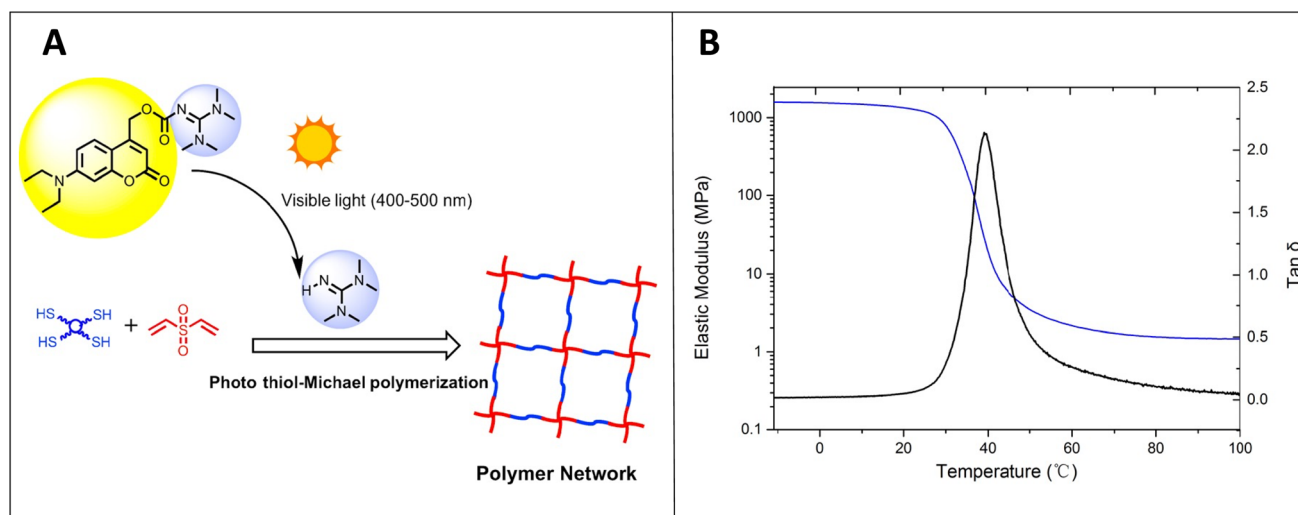 A
O
O
N
N
N
N
O
O
Visible light (400-500 nm)
H
N
N
N
HS
SH
HS
SH
+
O
S
O
Photo thiol-Michael polymerization
Polymer Network
B
Elastic Modulus (MPa)
1000
100
10
1
0.1
2.5
2.0
1.5
1.0
0.5
0.0
Tan δ
0
20
40
60
80
100
Temperature (℃)